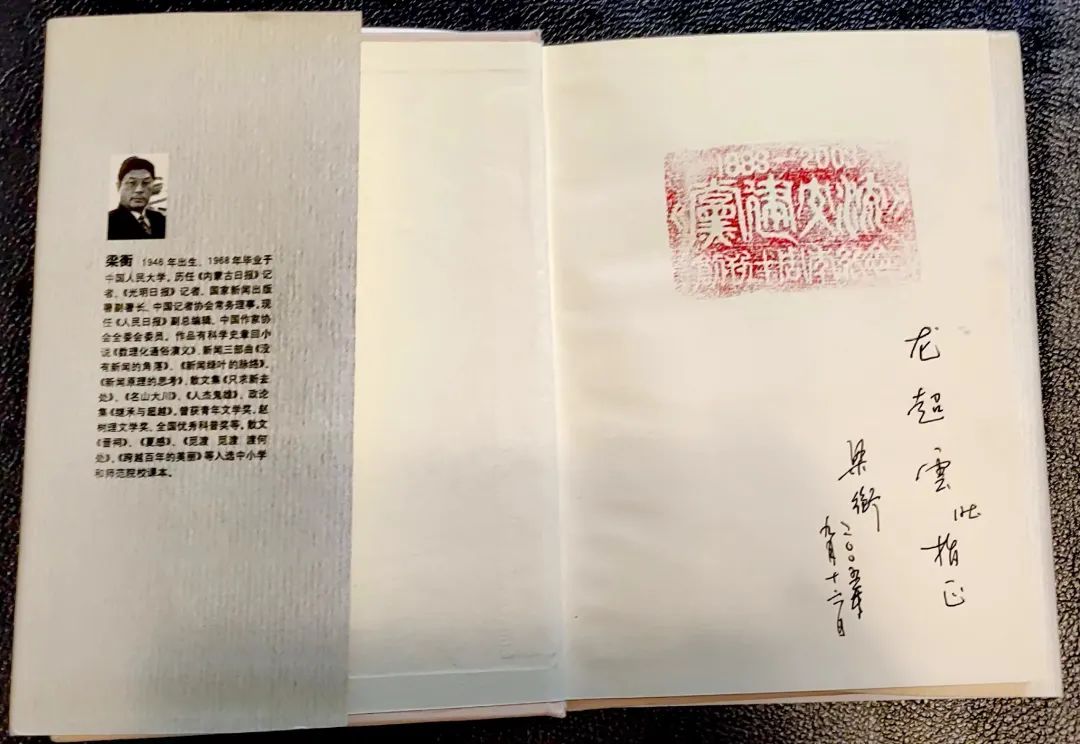 梁衡 1946年出生，1968年毕业于
中国人民大学。历任《内蒙古日报》记
者、《光明日报》记者、国家新闻出版
署副署长、中国记者协会常务理事。现
任《人民日报》副总编辑、中国作家协
会全委会委员。作品有科学史章回小
说《数理化通俗演义》、新闻三部曲《没
有新闻的角落》、《新闻绿叶的脉络》、
《新闻原理的思考》、散文集《只求新去
处》、《名山大川》、《人杰鬼雄》、政论
集《继承与超越》。曾获青年文学奖、赵
树理文学奖、全国优秀科普奖等。散文
《晋祠》、《夏感》、《觅渡 觅渡 渡何
处》、《跨越百年的美丽》等入选中小学
和师范院校课本。
1988—2003
黨建文
龙超雲
指正
梁衡
二〇〇五年
九月十六日